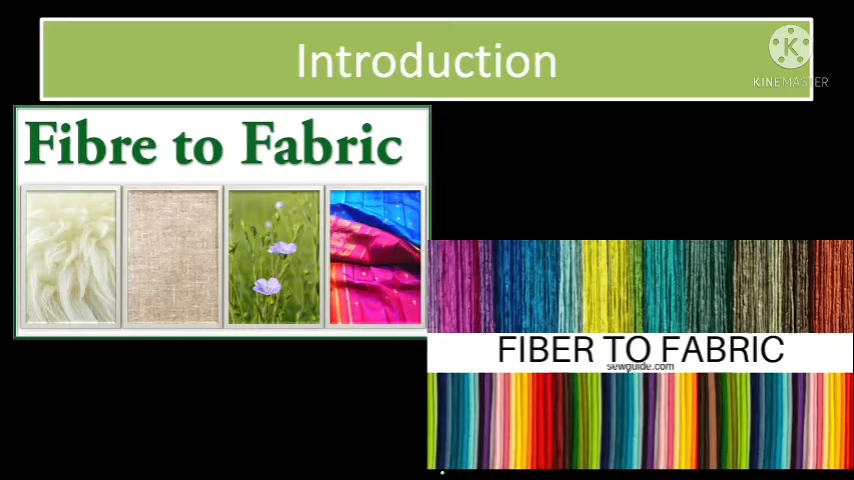 Introduction
K
KINEMASTER
Fibre to Fabric
FIBER TO FABRIC
sewguide.com